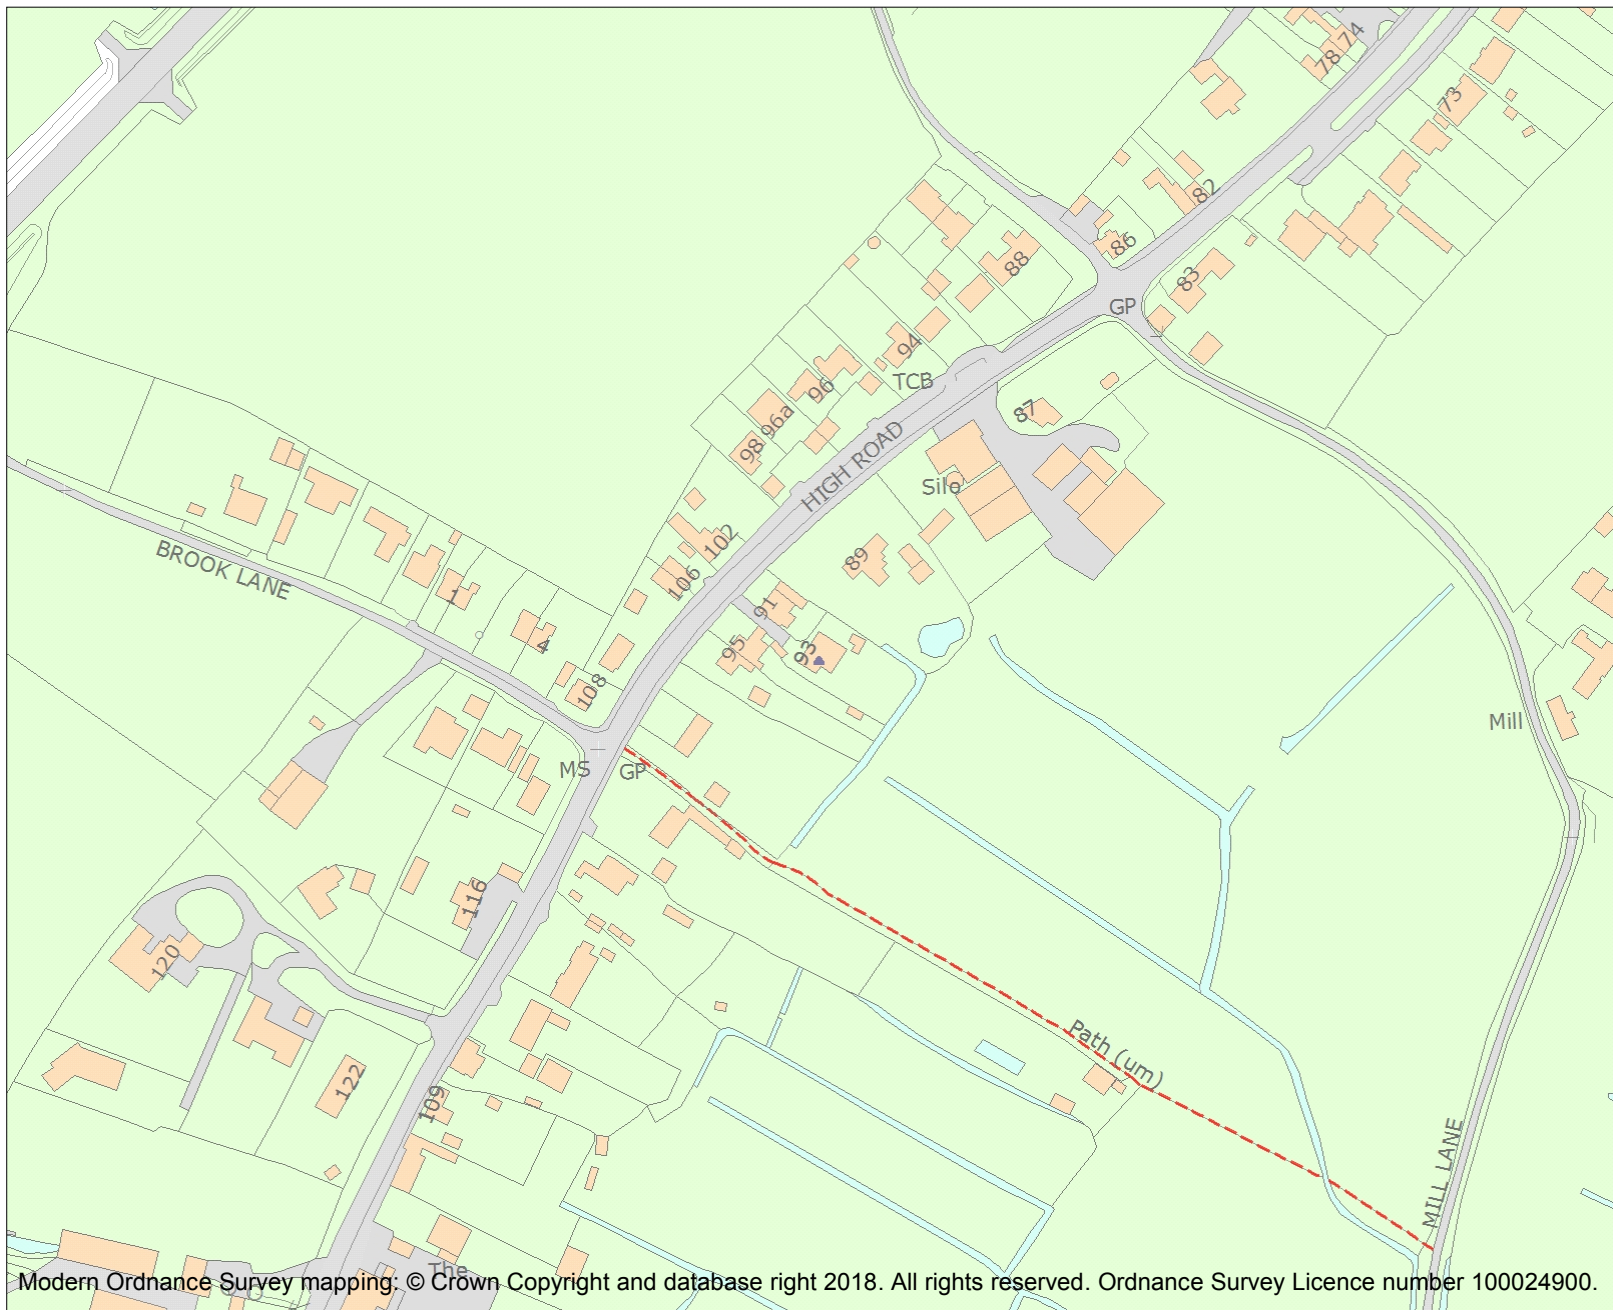 74
78
73
82
86
88
83
GP
94
TCB
96
87
96a
98
HIGH ROAD
Silo
102
89
BROOK LANE
106
1
91
4
95
93
108
Mill
MS
GP
116
120
Path (um)
122
109
MILL LANE
The
Modern Ordnance Survey mapping: © Crown Copyright and database right 2018. All rights reserved. Ordnance Survey Licence number 100024900.